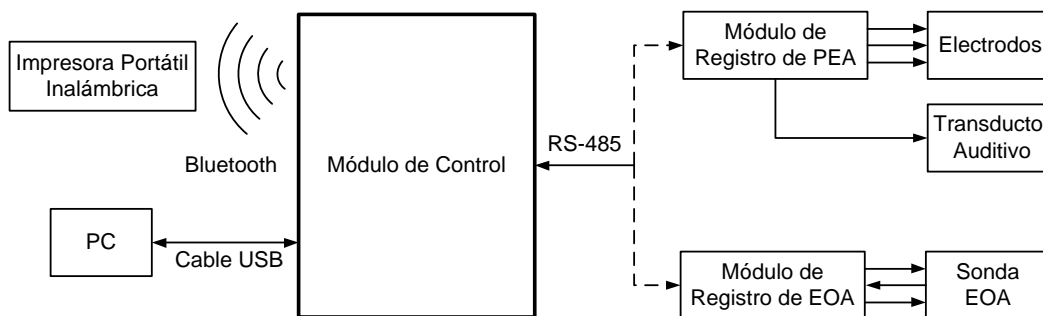 Impresora Portátil
Inalámbrica
Bluetooth
PC
Cable USB
Módulo de Control
RS-485
Módulo de
Registro de PEA
Electrodos
Transducto
Auditivo
Módulo de
Registro de EOA
Sonda
EOA